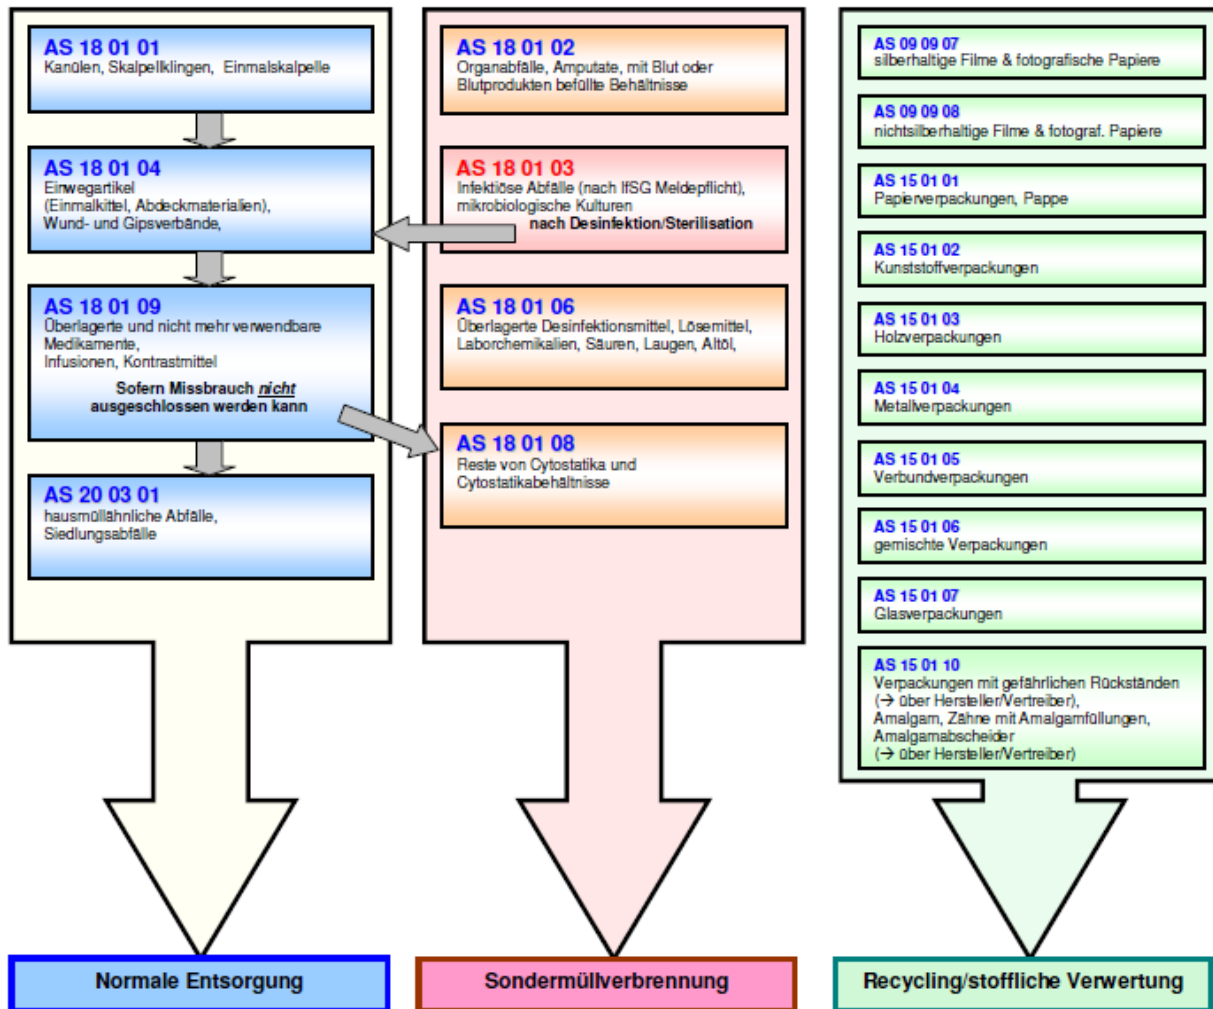 AS 18 01 01
Kanülen, Skalpellklingen, Einmalskalpelle
AS 18 01 04
Einwegartikel
(Einmalkittel, Abdeckmaterialien),
Wund- und Gipsverbände,
AS 18 01 09
Überlagerte und nicht mehr verwendbare
Medikamente,
Infusionen, Kontrastmittel
Sofern Missbrauch nicht
ausgeschlossen werden kann
AS 20 03 01
hausmüllähnliche Abfälle,
Siedlungsabfälle
Normale Entsorgung
AS 18 01 02
Organabfälle, Amputate, mit Blut oder
Blutprodukten befüllte Behältnisse
AS 18 01 03
Infektiöse Abfälle (nach IfSG Meldepflicht),
mikrobiologische Kulturen
nach Desinfektion/Sterilisation
AS 18 01 06
Überlagerte Desinfektionsmittel, Lösemittel,
Laborchemikalien, Säuren, Laugen, Altöl,
AS 18 01 08
Reste von Cytostatika und
Cytostatikabehältnisse
Sondermüllverbrennung
AS 09 09 07
silberhaltige Filme & fotografische Papiere
AS 09 09 08
nichtsilberhaltige Filme & fotograf. Papiere
AS 15 01 01
Papierverpackungen, Pappe
AS 15 01 02
Kunststoffverpackungen
AS 15 01 03
Holzverpackungen
AS 15 01 04
Metallverpackungen
AS 15 01 05
Verbundverpackungen
AS 15 01 06
gemischte Verpackungen
AS 15 01 07
Glasverpackungen
AS 15 01 10
Verpackungen mit gefährlichen Rückständen
(→ über Hersteller/Vertreiber),
Amalgam, Zähne mit Amalgamfüllungen,
Amalgamabscheider
(→ über Hersteller/Vertreiber)
Recycling/stoffliche Verwertung